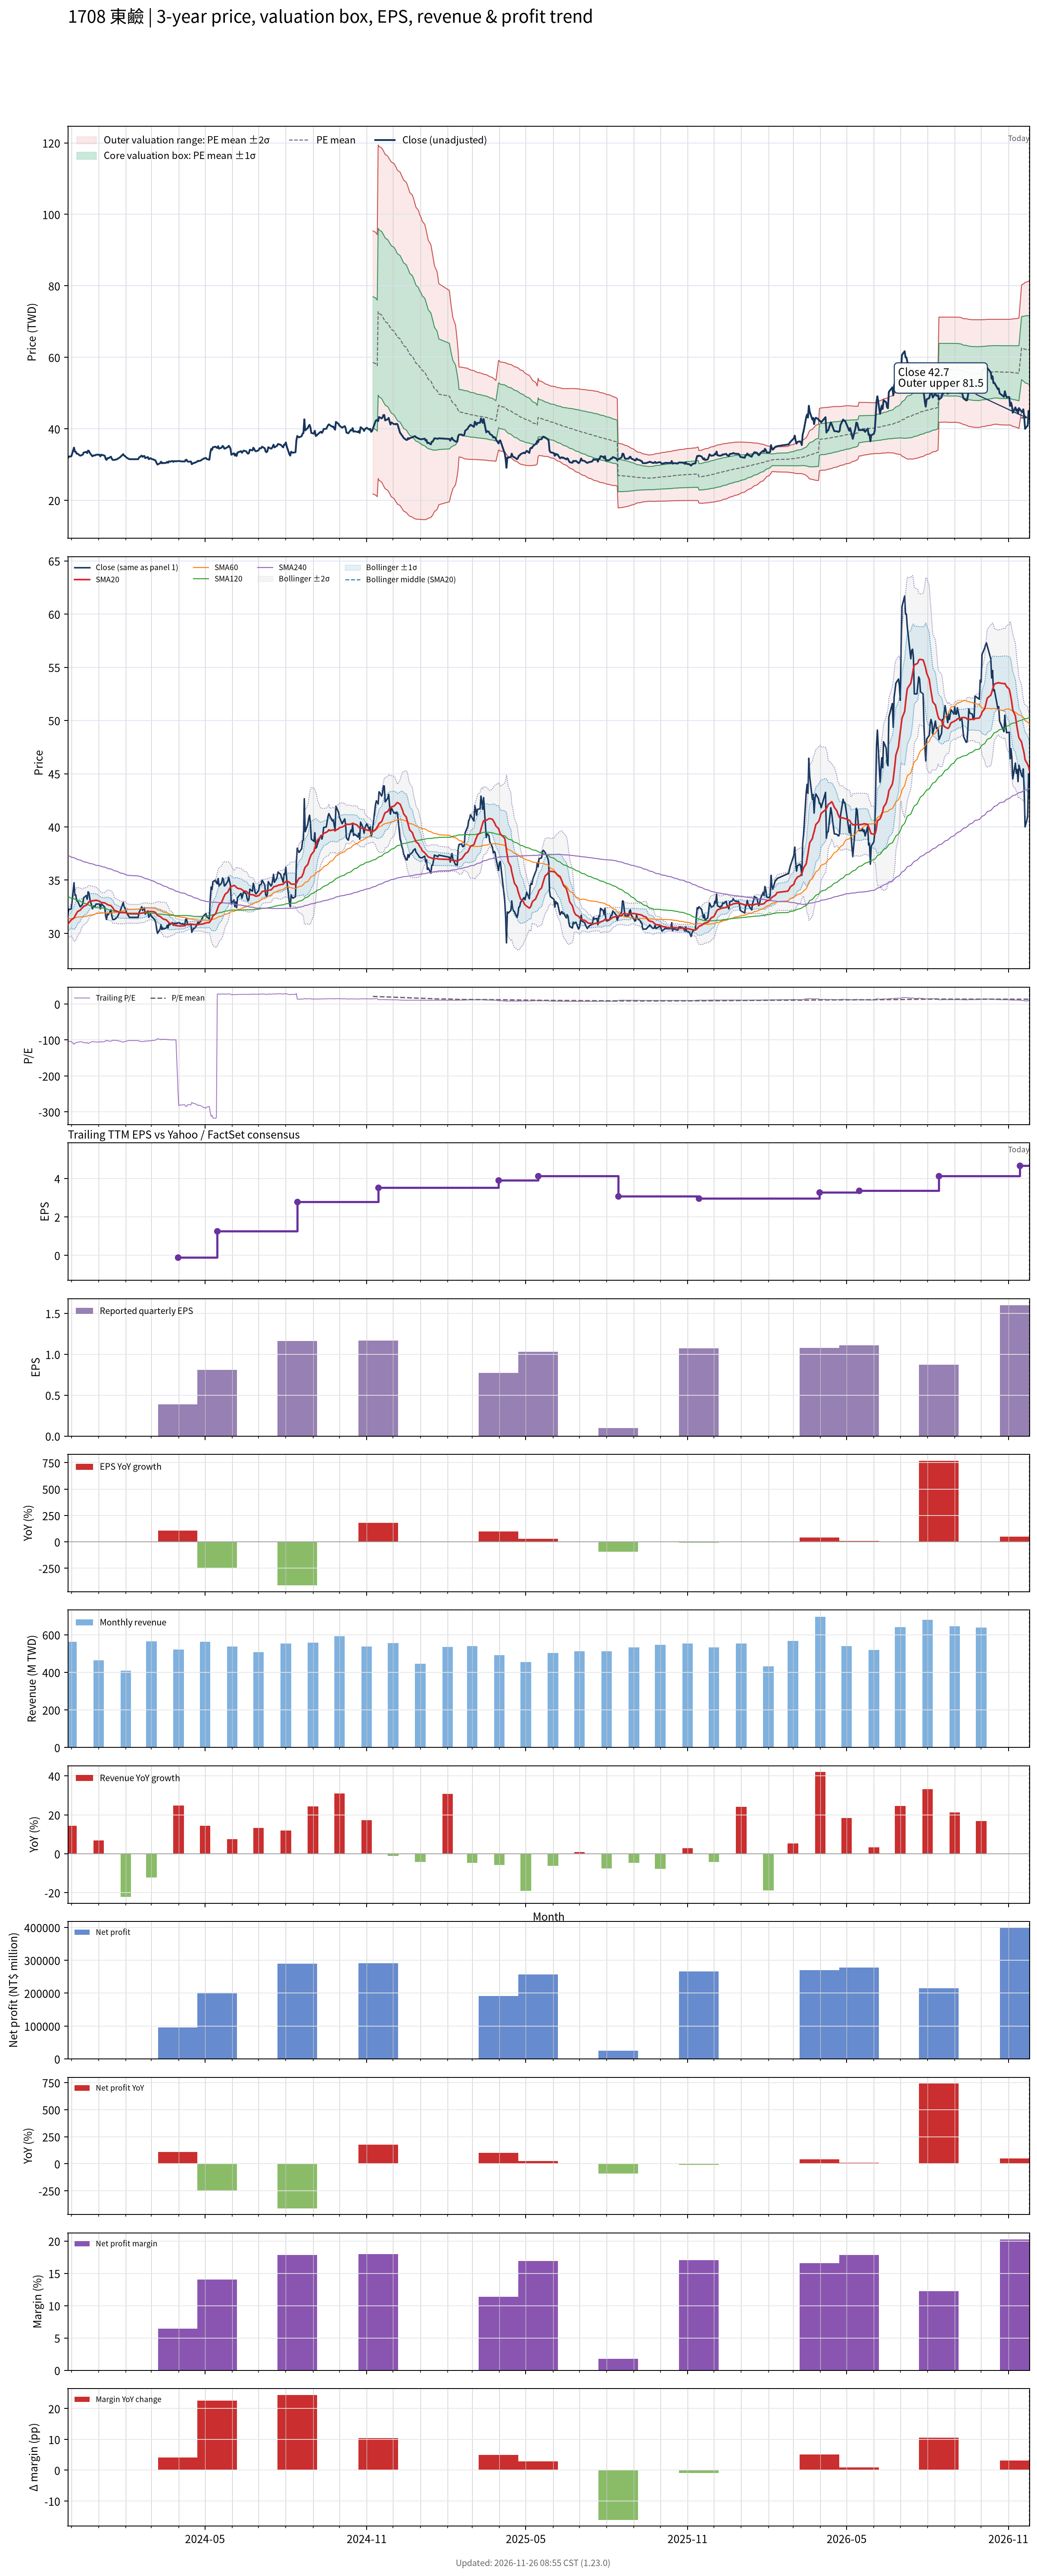 1708 東鹼 | 3-year price, valuation box, EPS, revenue & profit trend
Outer valuation range: PE mean ±2σ
Core valuation box: PE mean ±1σ
PE mean
Close (unadjusted)
Today
Close 42.7
Outer upper 81.5
Price (TWD)
120
100
80
60
40
20
Close (same as panel 1)
SMA20
SMA60
SMA120
SMA240
Bollinger ±2σ
Bollinger ±1σ
Bollinger middle (SMA20)
Price
65
60
55
50
45
40
35
30
Trailing P/E
P/E mean
P/E
0
-100
-200
-300
Trailing TTM EPS vs Yahoo / FactSet consensus
Today
EPS
4
2
0
Reported quarterly EPS
EPS
1.5
1.0
0.5
0.0
EPS YoY growth
YoY (%)
750
500
250
0
-250
Monthly revenue
Revenue (M TWD)
600
400
200
0
Revenue YoY growth
YoY (%)
40
20
0
-20
Month
Net profit
Net profit (NT$ million)
400000
300000
200000
100000
0
Net profit YoY
YoY (%)
750
500
250
0
-250
Net profit margin
Margin (%)
20
15
10
5
0
Margin YoY change
Δ margin (pp)
20
10
0
-10
2024-05
2024-11
2025-05
2025-11
2026-05
2026-11
Updated: 2026-11-26 08:55 CST (1.23.0)